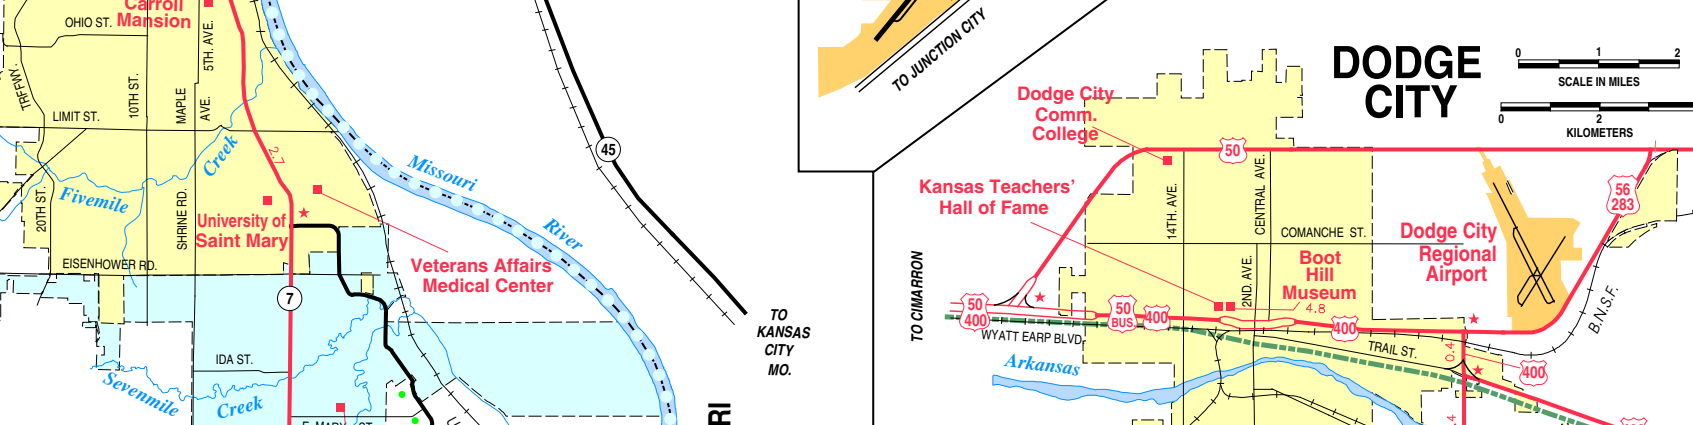 Carroll
Mansion
OHIO ST.
5TH. AVE.
10TH ST.
MAPLE
AVE.
LIMIT ST.
Creek
2.7
Missouri
River
Fivemile
20TH ST.
SHRINE RD.
University of
Saint Mary
EISENHOWER RD.
Veterans Affairs
Medical Center
7
45
TO
KANSAS
CITY
MO.
IDA ST.
Sevenmile
Creek
RI
TO JUNCTION CITY
DODGE
CITY
0 1 2
SCALE IN MILES
0 2
KILOMETERS
Dodge City
Comm.
College
50
Kansas Teachers'
Hall of Fame
14TH. AVE.
CENTRAL AVE.
COMANCHE ST.
2ND. AVE.
Boot
Hill
Museum
4.8
Dodge City
Regional
Airport
56
283
B.N.S.F.
TO CIMARRON
50
400
50
BUS.
400
400
400
WYATT EARP BLVD.
TRAIL ST.
0.4
Arkansas